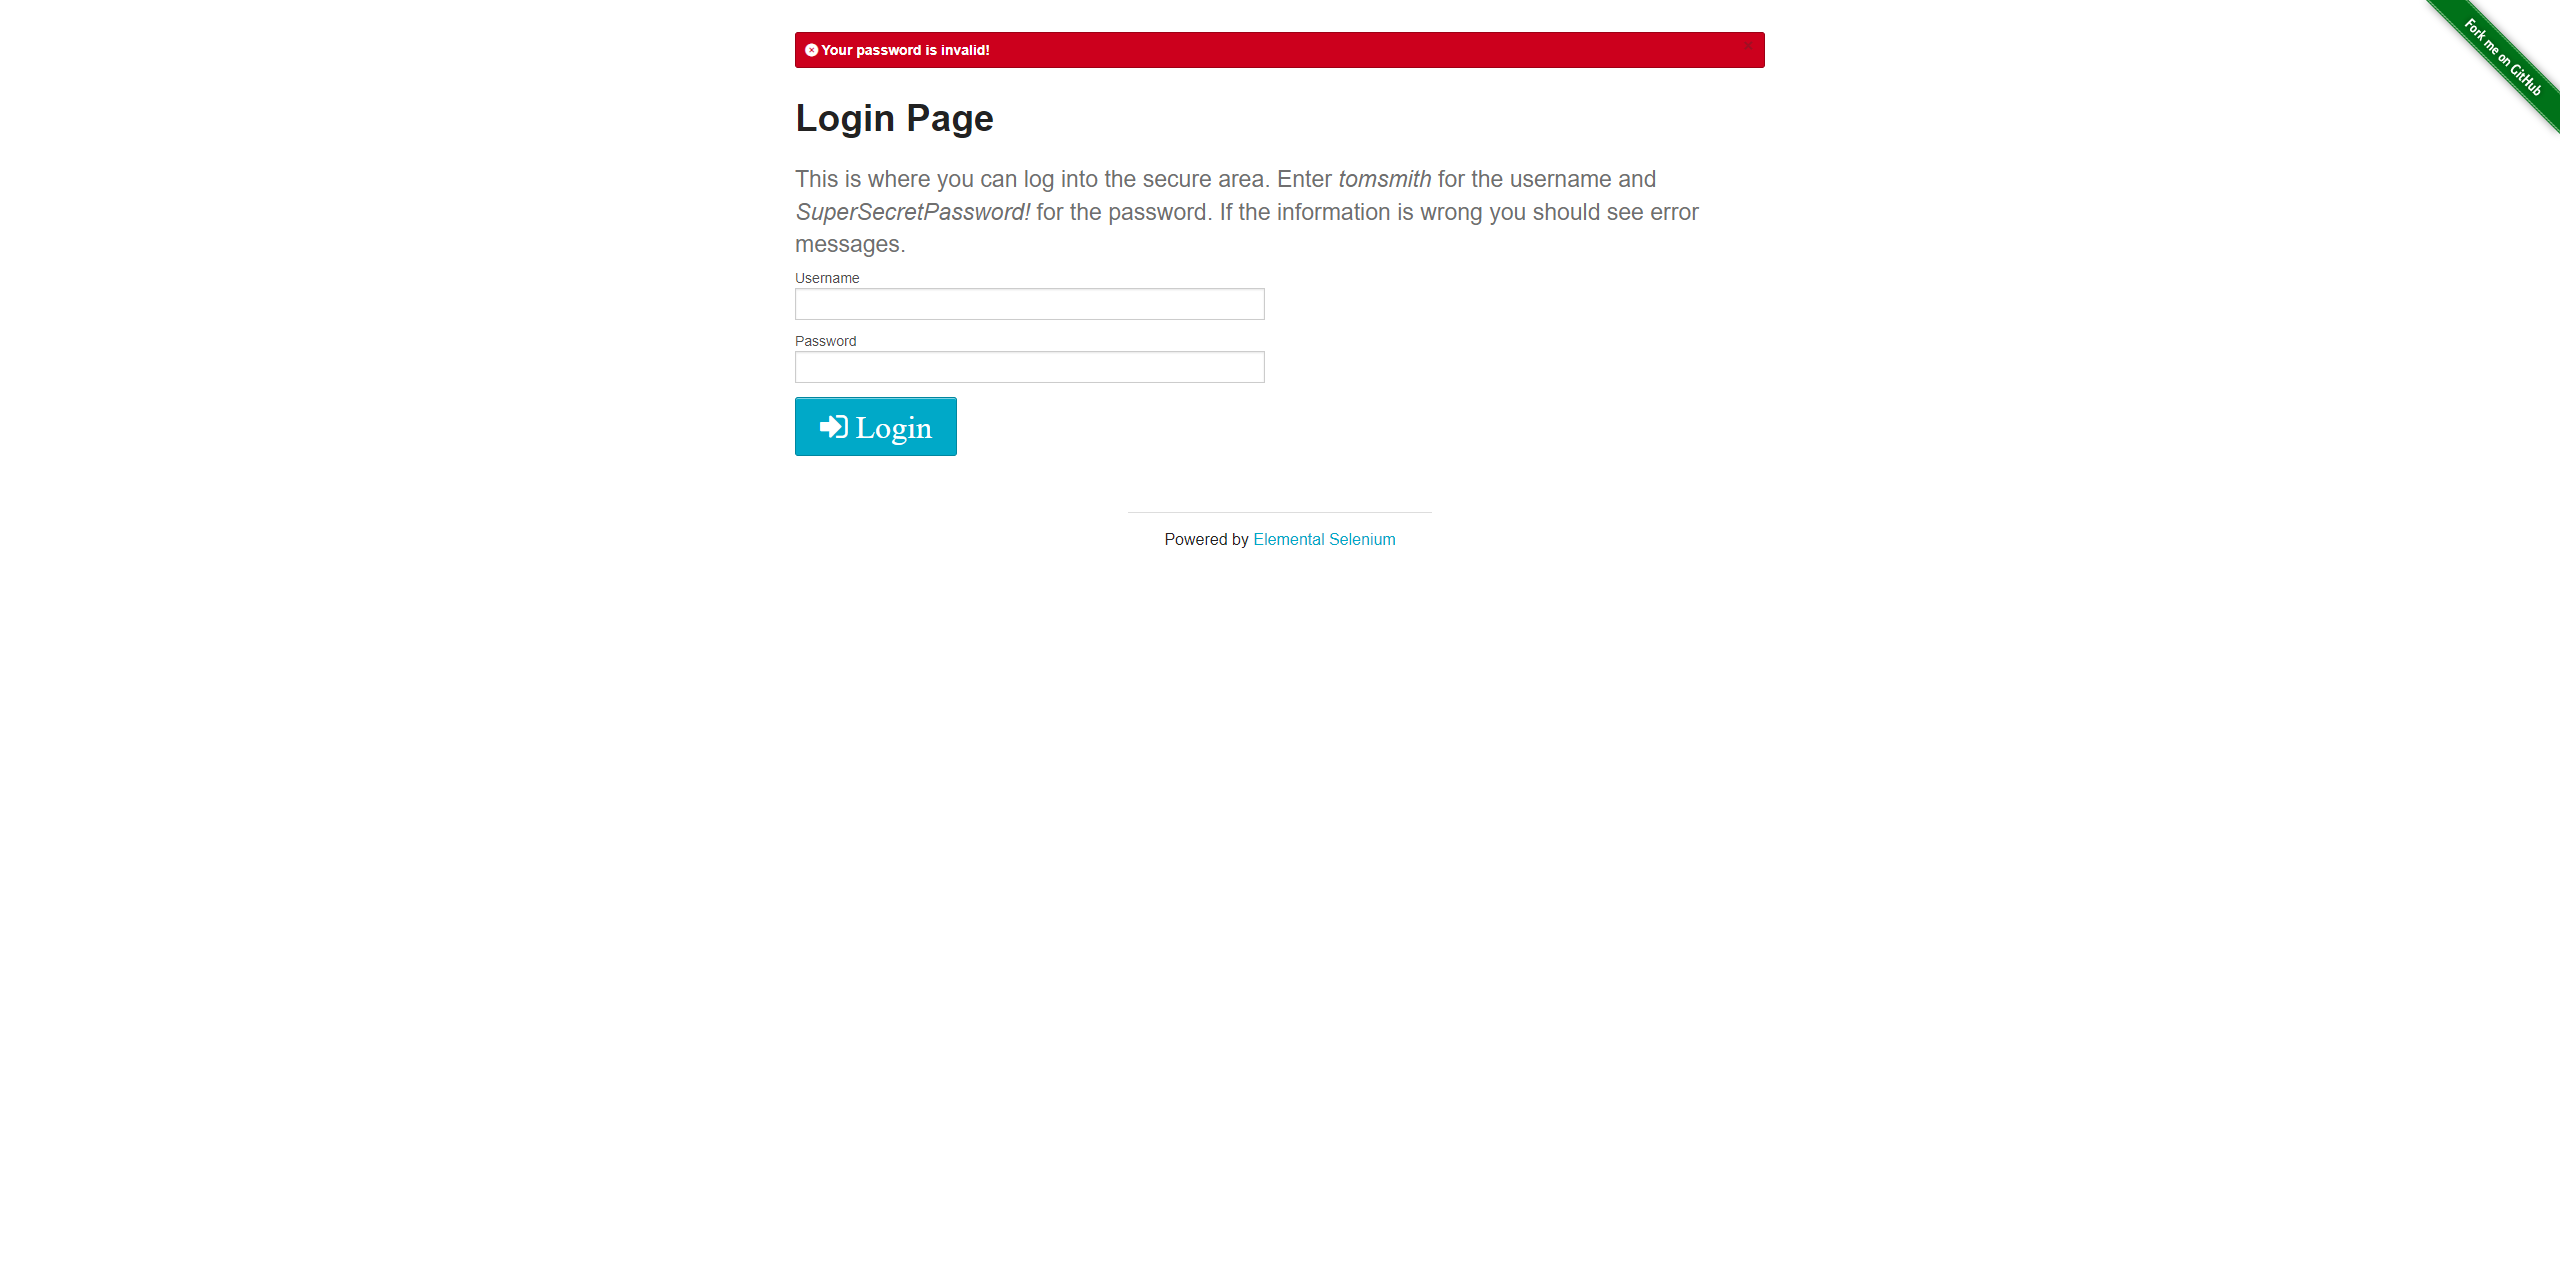 Your password is invalid!
×
Fork me on GitHub
Login Page
This is where you can log into the secure area. Enter tomsmith for the username and
SuperSecretPassword! for the password. If the information is wrong you should see error
messages.
Username
Password
Login
Powered by Elemental Selenium